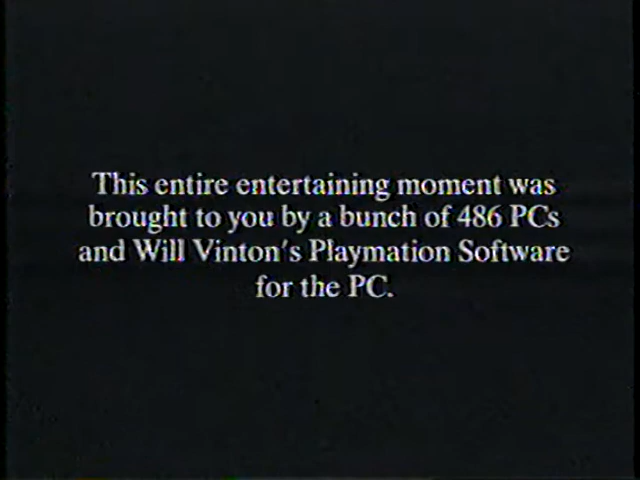 This entire entertaining moment was
brought to you by a bunch of 486 PCs
and Will Vinton's Playmation Software
for the PC.